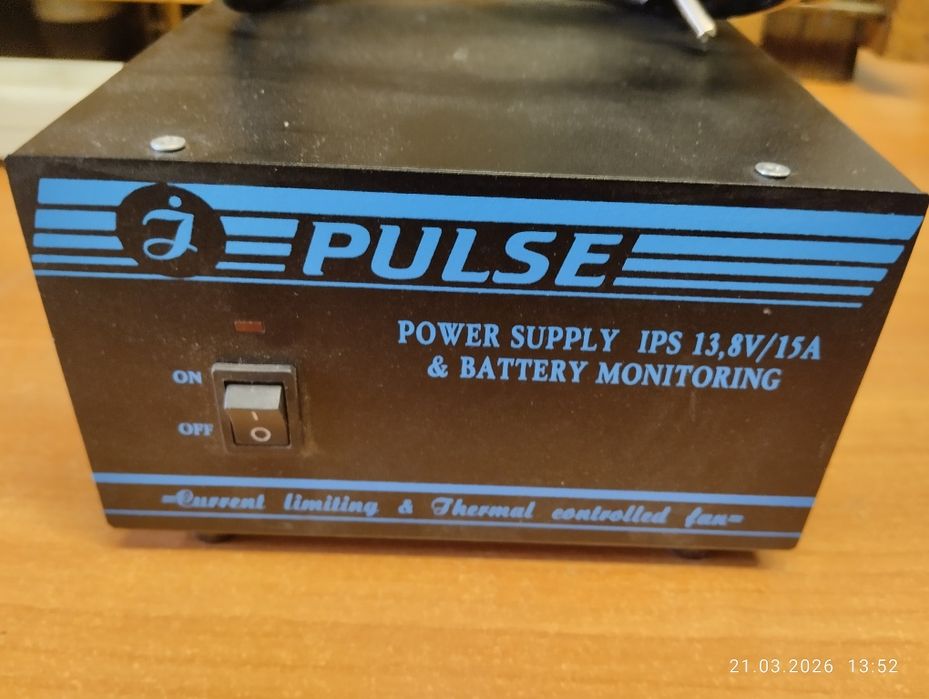 J PULSE
POWER SUPPLY IPS 13,8V/15A
& BATTERY MONITORING
ON
I
O
OFF
Current limiting & Thermal controlled fan
21.03.2026 13:52